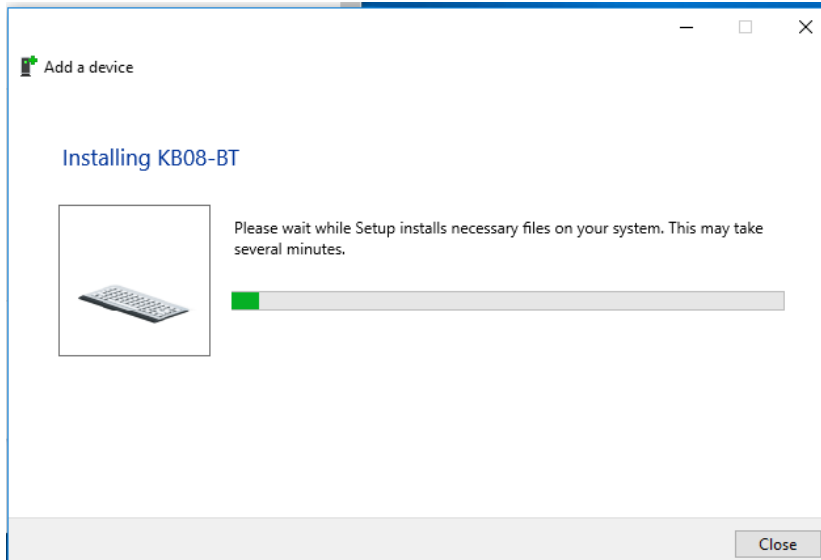 Add a device
Installing KB08-BT
Please wait while Setup installs necessary files on your system. This may take
several minutes.
Close